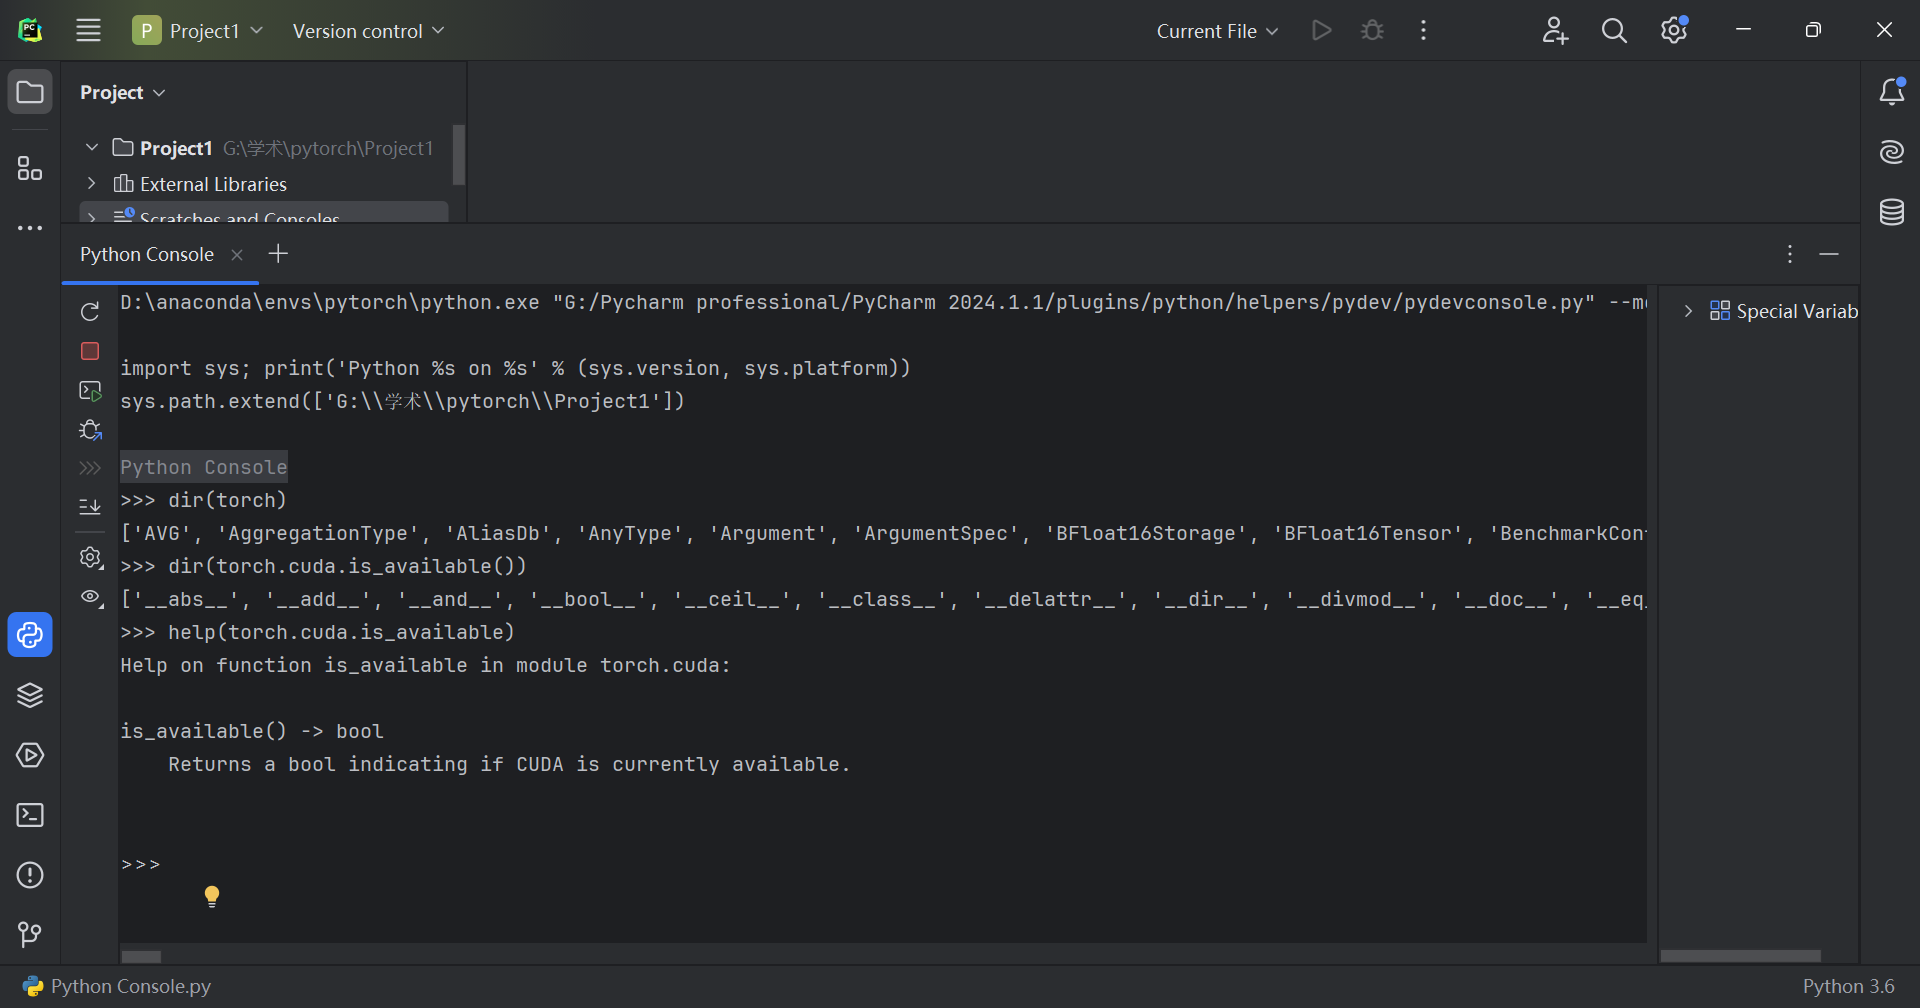 P Project1 Version control Current File
Project
Project1 G:\学术\pytorch\Project1
External Libraries
Scratches and Consoles
Python Console
D:\anaconda\envs\pytorch\python.exe "G:/Pycharm professional/PyCharm 2024.1.1/plugins/python/helpers/pydev/pydevconsole.py" --mo
Special Variab
import sys; print('Python %s on %s' % (sys.version, sys.platform))
sys.path.extend(['G:\\学术\\pytorch\\Project1'])
Python Console
>>> dir(torch)
['AVG', 'AggregationType', 'AliasDb', 'AnyType', 'Argument', 'ArgumentSpec', 'BFloat16Storage', 'BFloat16Tensor', 'BenchmarkCon
>>> dir(torch.cuda.is_available())
['__abs__', '__add__', '__and__', '__bool__', '__ceil__', '__class__', '__delattr__', '__dir__', '__divmod__', '__doc__', '__eq_
>>> help(torch.cuda.is_available)
Help on function is_available in module torch.cuda:
is_available() -> bool
Returns a bool indicating if CUDA is currently available.
>>>
Python Console.py
Python 3.6